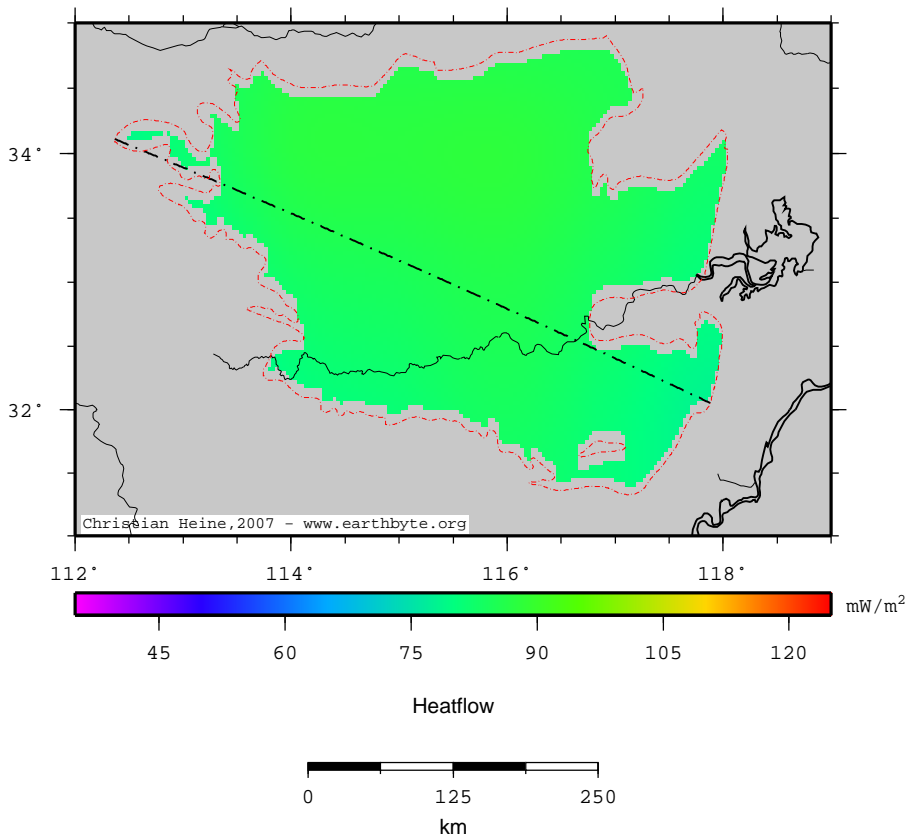 34°
32°
Christian Heine,2007 - www.earthbyte.org
112° 114° 116° 118°
mW/m²
45 60 75 90 105 120
Heatflow
0 125 250
km